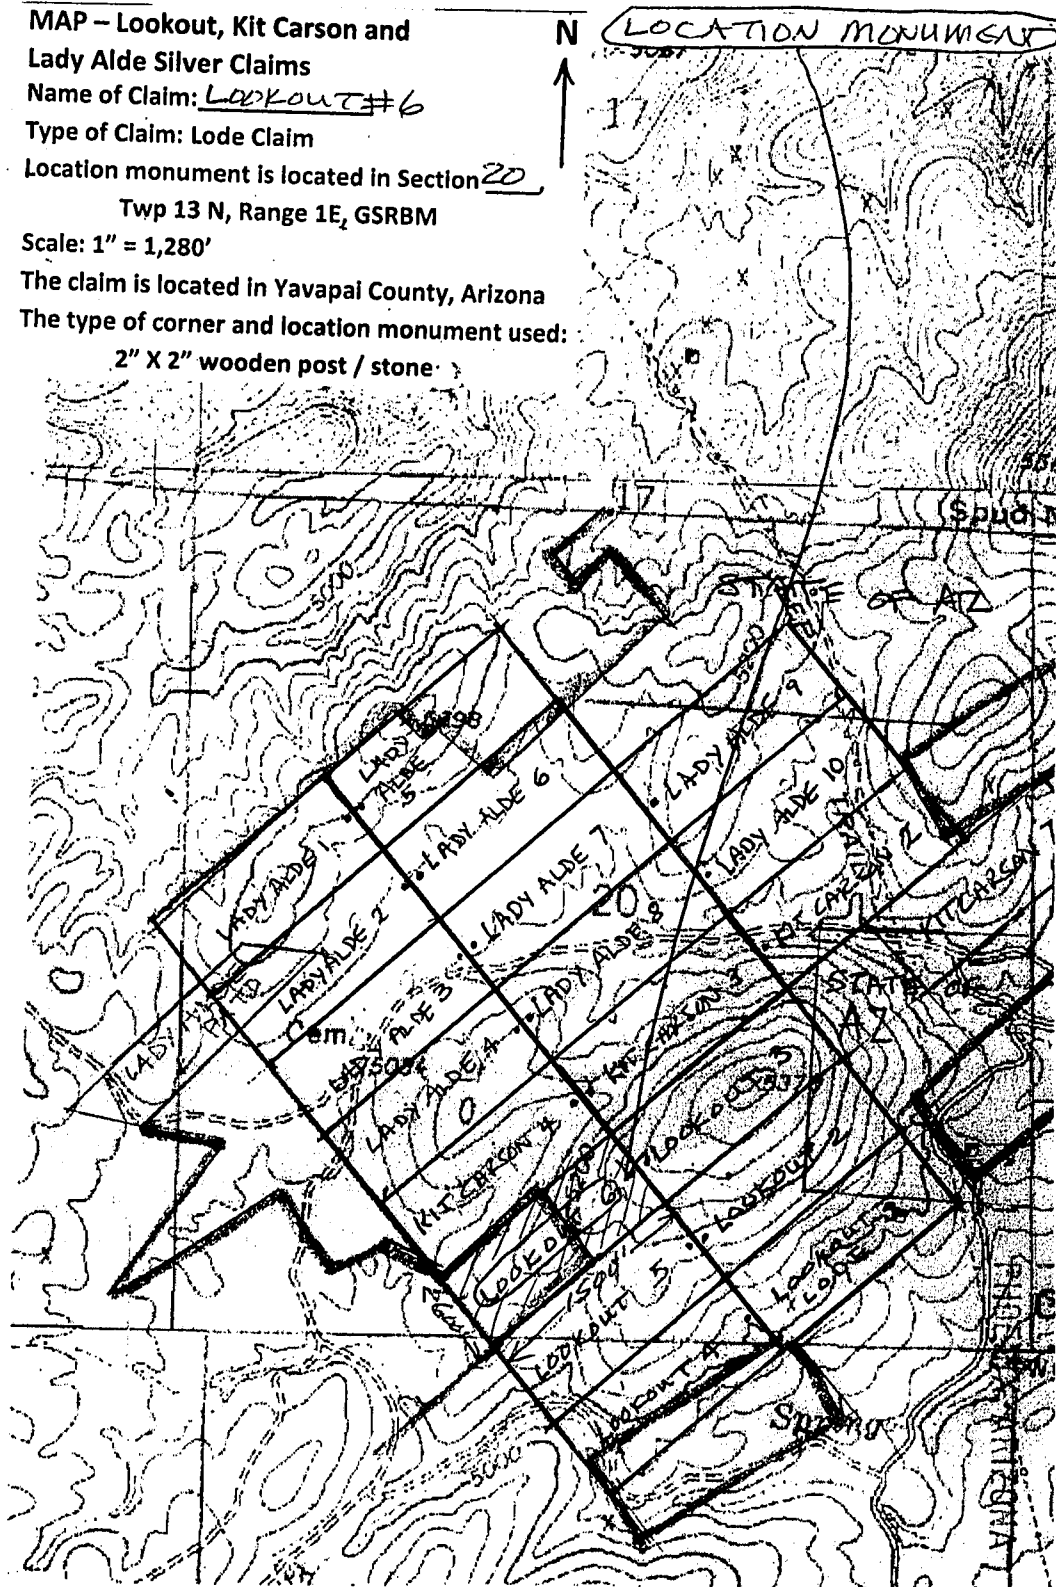 MAP – Lookout, Kit Carson and
Lady Alde Silver Claims
Name of Claim: LOOKOUT #6
Type of Claim: Lode Claim
Location monument is located in Section 20,
Twp 13 N, Range 1E, GSRBM
Scale: 1" = 1,280'
The claim is located in Yavapai County, Arizona
The type of corner and location monument used:
2" X 2" wooden post / stone
N
LOCATION MONUMENT
17
17
(Spud
5000
STATE OF AZ
5200
LADY ALDE 9
LADY ALDE 5
LADY ALDE 6
LADY ALDE 10
LADY ALDE 1
LADY ALDE 7
LADY ALDE 2
20
LADY ALDE 8
KIT CARSON 2
KIT CARSON 1
LADY ALDE 3
STATE OF AZ
Cem
LADY ALDE 4
KIT CARSON 3
LOOKOUT
KIT CARSON 4
LOOKOUT 2
LOOKOUT 6
600'
1500'
LOOKOUT 5
LOOKOUT 3
LODE
LOOKOUT 4
Spring
5000